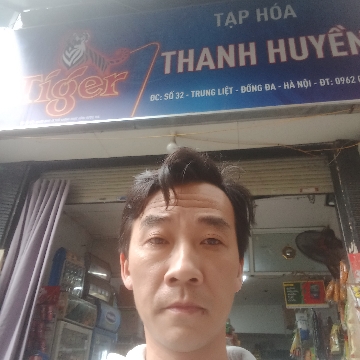 TẠP HÓA
Tiger
THANH HUYỀN
ĐC: SỐ 32 - TRUNG LIỆT - ĐỐNG ĐA - HÀ NỘI - ĐT: 0962